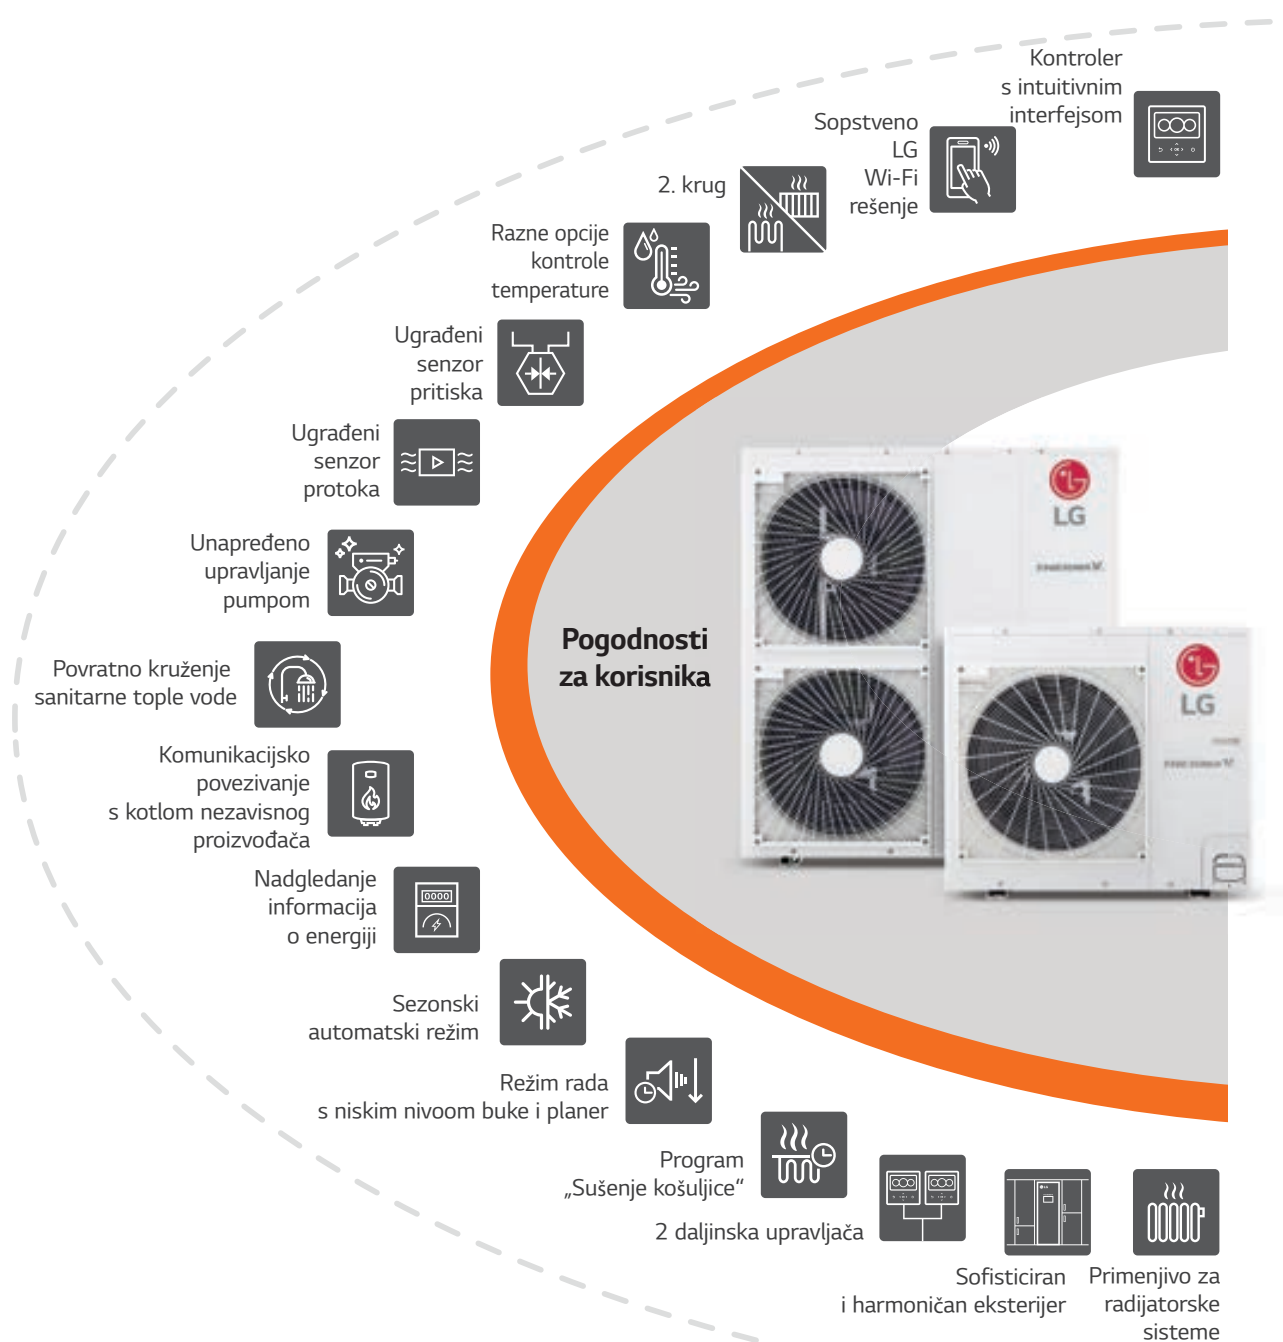 Kontroler
s intuitivnim
interfejsom
Sopstveno
LG
Wi-Fi
rešenje
2. krug
Razne opcije
kontrole
temperature
Ugrađeni
senzor
pritiska
Ugrađeni
senzor
protoka
Unapređeno
upravljanje
pumpom
Povratno kruženje
sanitarne tople vode
Komunikacijsko
povezivanje
s kotlom nezavisnog
proizvođača
Nadgledanje
informacija
o energiji
Sezonski
automatski režim
Režim rada
s niskim nivoom buke i planer
Program
„Sušenje košuljice“
2 daljinska upravljača
Sofisticiran
i harmoničan eksterijer
Primenjivo za
radijatorske
sisteme
Pogodnosti
za korisnika
LG
LG